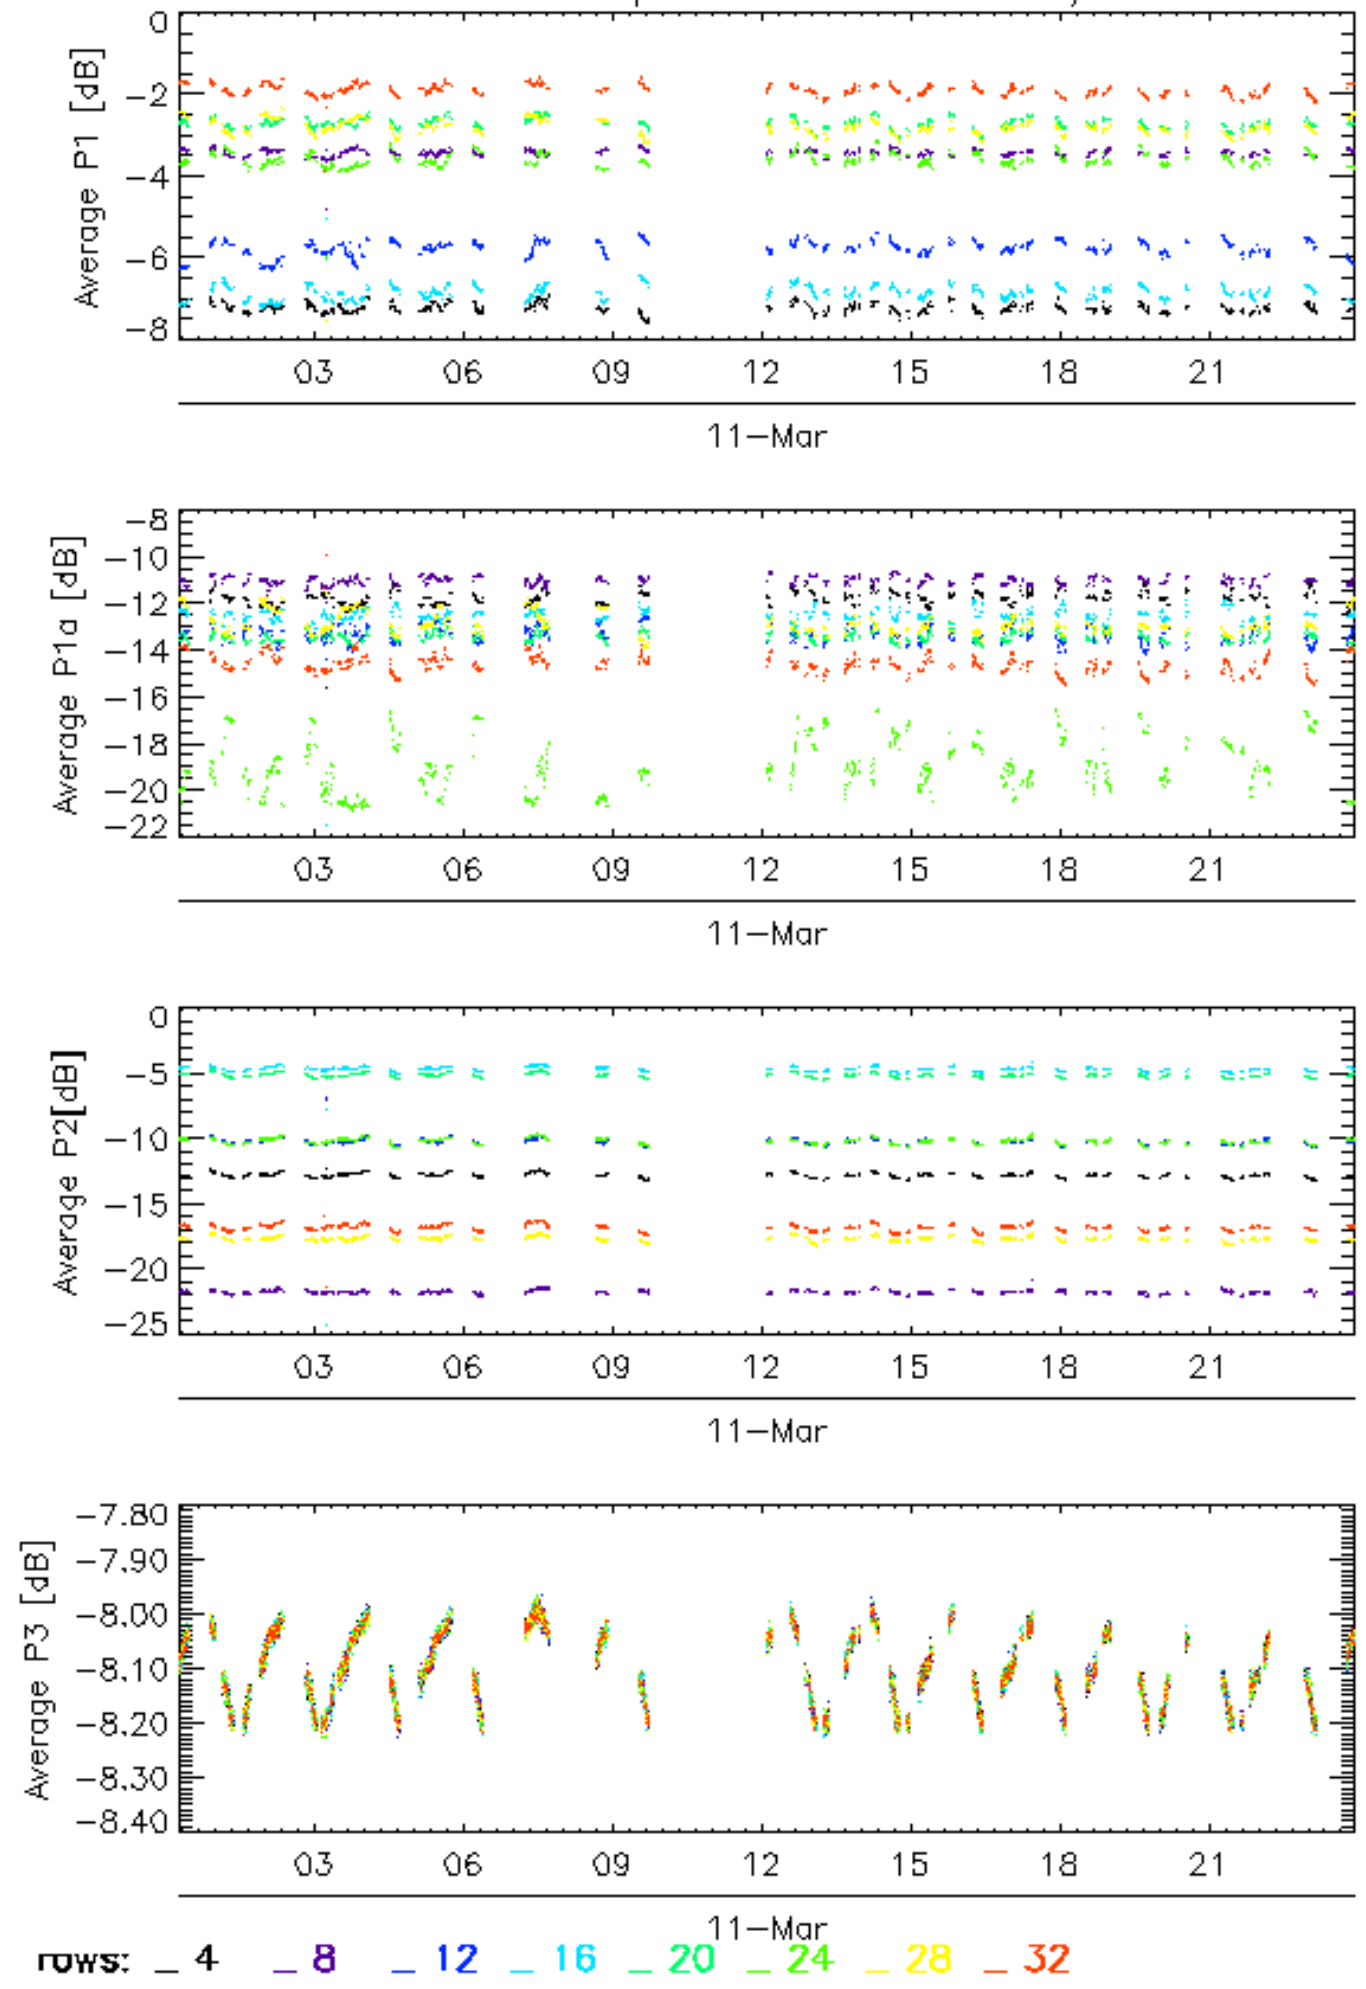 0
−2
−4
−6
−8
Average P1 [dB]
03 06 09 12 15 18 21
11−Mar
−8
−10
−12
−14
−16
−18
−20
−22
Average P1a [dB]
03 06 09 12 15 18 21
11−Mar
0
−5
−10
−15
−20
−25
Average P2[dB]
03 06 09 12 15 18 21
11−Mar
−7.80
−7.90
−8.00
−8.10
−8.20
−8.30
−8.40
Average P3 [dB]
03 06 09 12 15 18 21
11−Mar
rows: _ 4 _ 8 _ 12 _ 16 _ 20 _ 24 _ 28 _ 32